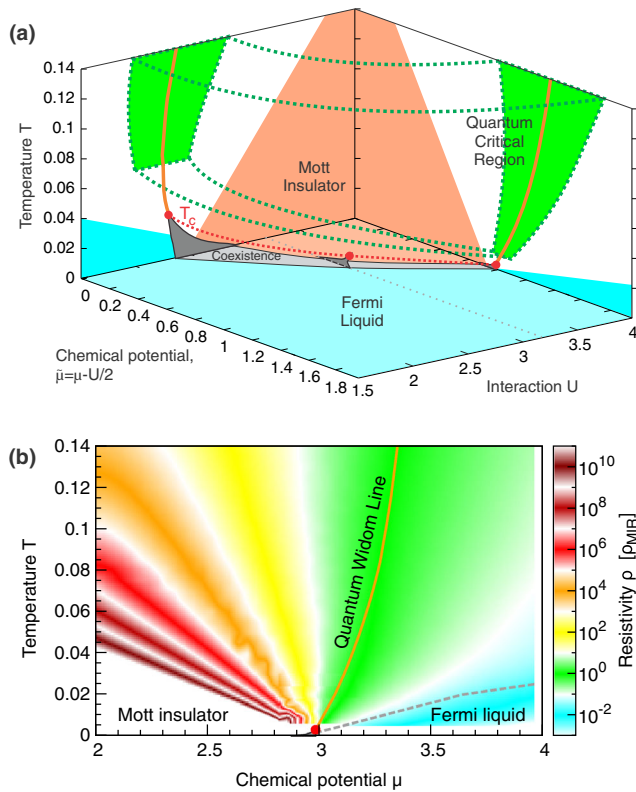 (a)
0.14
0.12
0.1
0.08
0.06
0.04
0.02
0
Temperature T
Quantum
Critical
Region
Mott
Insulator
Tc
Coexistence
Fermi
Liquid
0
0.2
0.4
0.6
0.8
1
1.2
1.4
1.6
1.8
1.5
2
2.5
3
3.5
4
Chemical potential,
μ̃=μ-U/2
Interaction U
(b)
0.14
0.12
0.1
0.08
0.06
0.04
0.02
0
Temperature T
Quantum Widom Line
Mott insulator
Fermi liquid
2
2.5
3
3.5
4
Chemical potential μ
10^10
10^8
10^6
10^4
10^2
10^0
10^-2
Resistivity ρ [ρMIR]